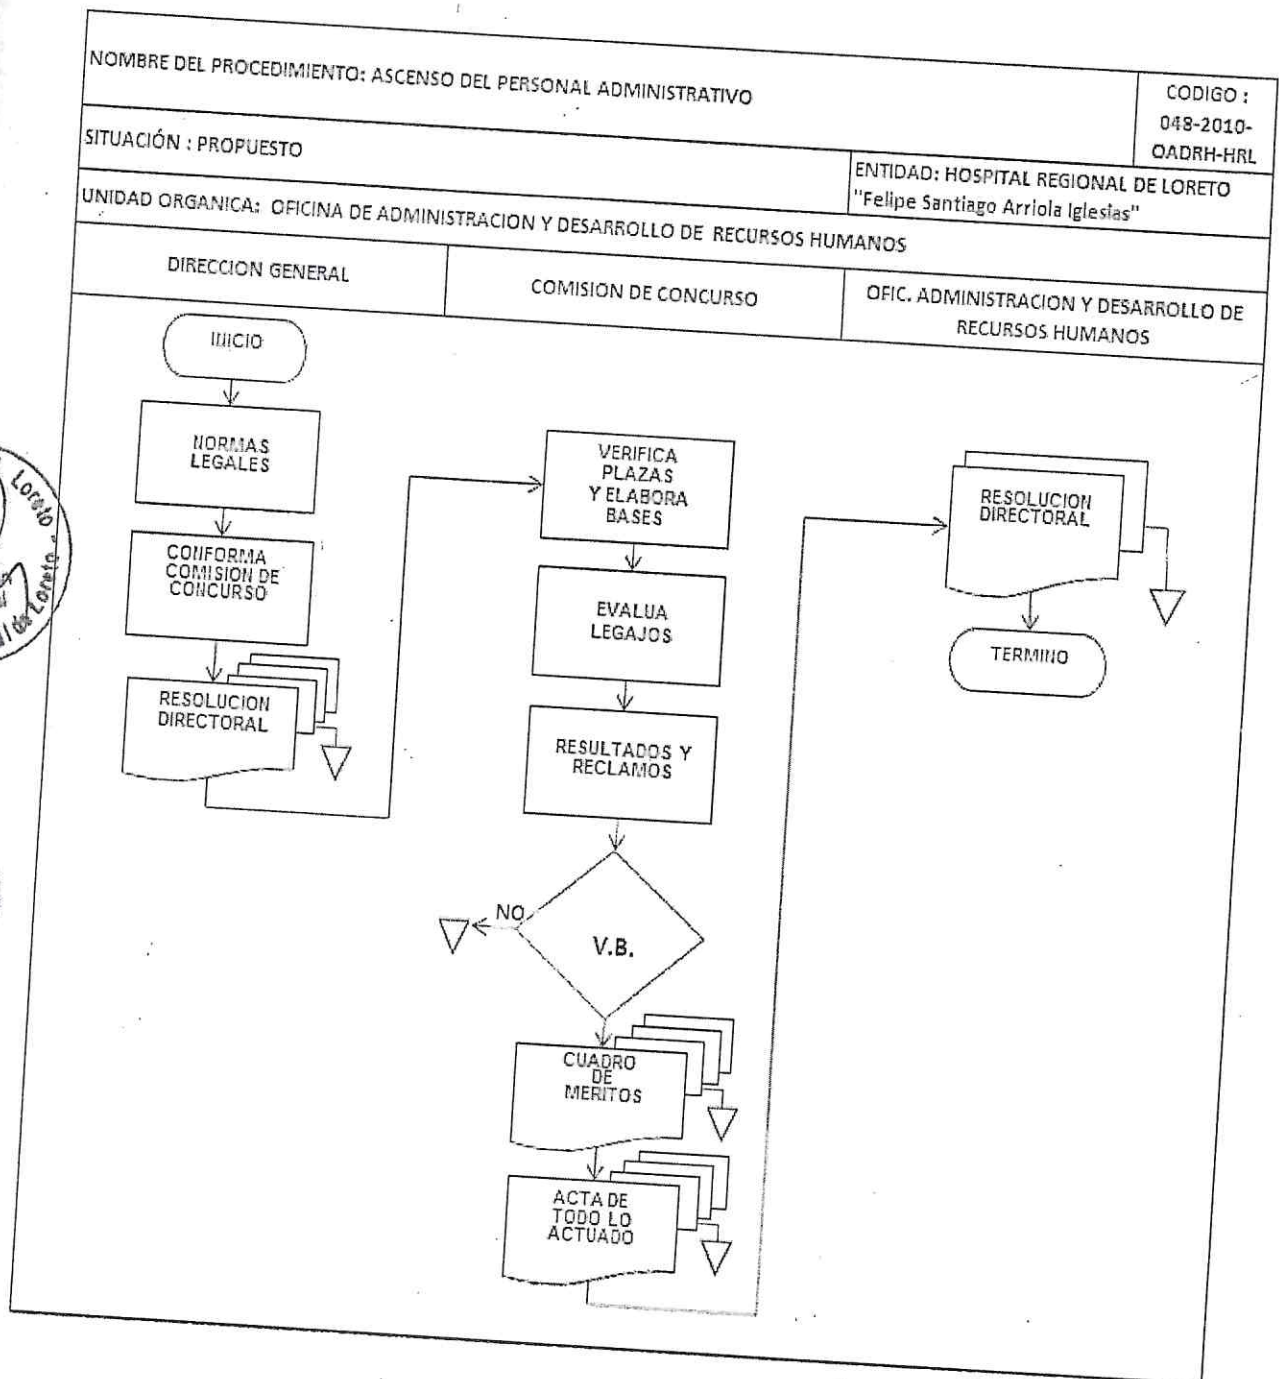 NOMBRE DEL PROCEDIMIENTO: ASCENSO DEL PERSONAL ADMINISTRATIVO
CODIGO :
048-2010-
OADRH-HRL
SITUACIÓN : PROPUESTO
ENTIDAD: HOSPITAL REGIONAL DE LORETO
"Felipe Santiago Arriola Iglesias"
UNIDAD ORGANICA: OFICINA DE ADMINISTRACION Y DESARROLLO DE RECURSOS HUMANOS
DIRECCION GENERAL
COMISION DE CONCURSO
OFIC. ADMINISTRACION Y DESARROLLO DE
RECURSOS HUMANOS
INICIO
NORMAS
LEGALES
CONFORMA
COMISION DE
CONCURSO
RESOLUCION
DIRECTORAL
VERIFICA
PLAZAS
Y ELABORA
BASES
EVALUA
LEGAJOS
RESULTADOS Y
RECLAMOS
NO
V.B.
CUADRO
DE
MERITOS
ACTA DE
TODO LO
ACTUADO
RESOLUCION
DIRECTORAL
TERMINO
Loreto -
l de Loreto